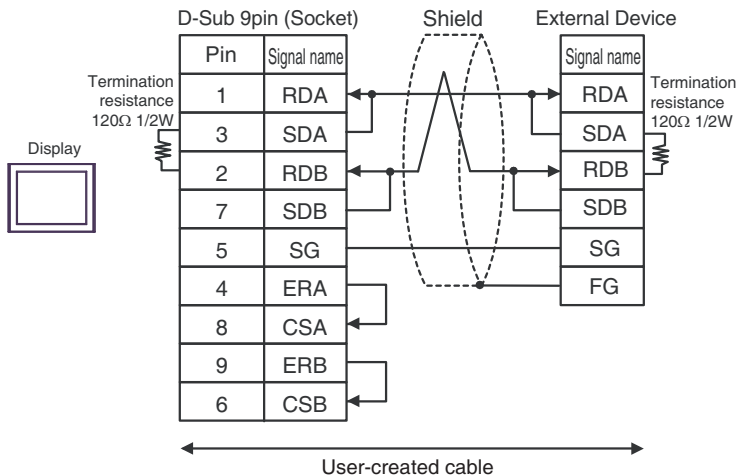 D-Sub 9pin (Socket) Shield External Device
Pin Signal name Signal name
Termination
resistance
120Ω 1/2W
Termination
resistance
120Ω 1/2W
Display
1 RDA RDA
3 SDA SDA
2 RDB RDB
7 SDB SDB
5 SG SG
4 ERA FG
8 CSA
9 ERB
6 CSB
User-created cable